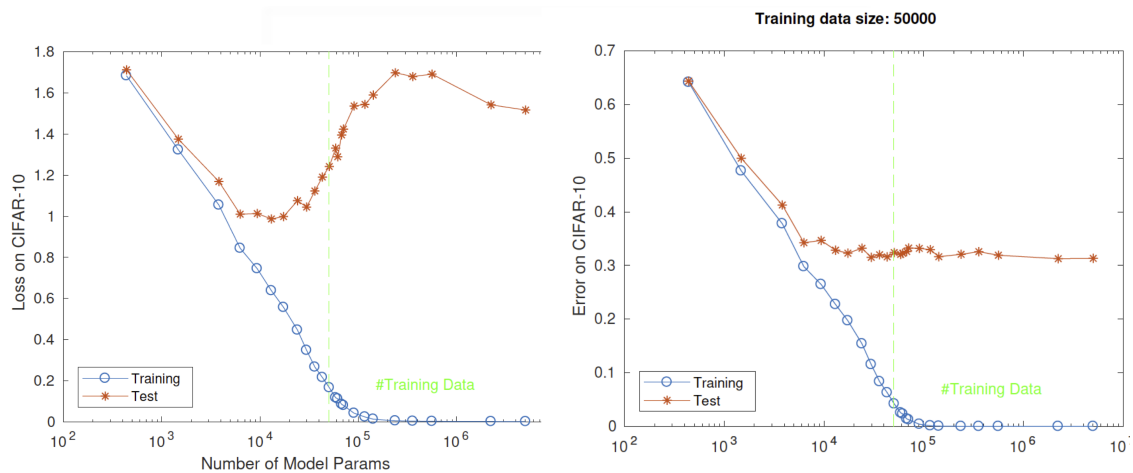 Training data size: 50000
Loss on CIFAR-10
1.8
1.6
1.4
1.2
1
0.8
0.6
0.4
0.2
0
Training
Test
#Training Data
10^2
10^3
10^4
10^5
10^6
Number of Model Params
Error on CIFAR-10
0.7
0.6
0.5
0.4
0.3
0.2
0.1
0
Training
Test
#Training Data
10^2
10^3
10^4
10^5
10^6
10^7